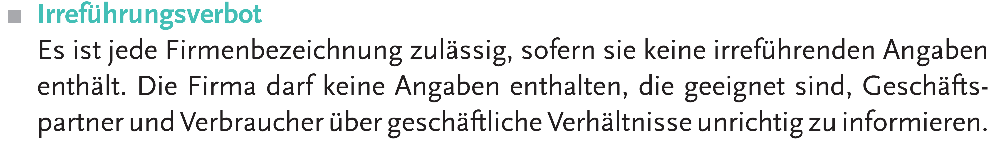 Irreführungsverbot
Es ist jede Firmenbezeichnung zulässig, sofern sie keine irreführenden Angaben
enthält. Die Firma darf keine Angaben enthalten, die geeignet sind, Geschäfts-
partner und Verbraucher über geschäftliche Verhältnisse unrichtig zu informieren.